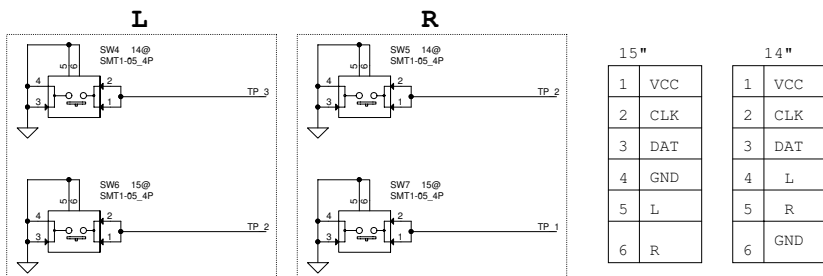 L
R
SW4 14@
SMT1-05_4P
5 6
4 2
3 1
TP_3
SW5 14@
SMT1-05_4P
5 6
4 2
3 1
TP_2
SW6 15@
SMT1-05_4P
5 6
4 2
3 1
TP_2
SW7 15@
SMT1-05_4P
5 6
4 2
3 1
TP_1
15"
1 VCC
2 CLK
3 DAT
4 GND
5 L
6 R
14"
1 VCC
2 CLK
3 DAT
4 L
5 R
6 GND